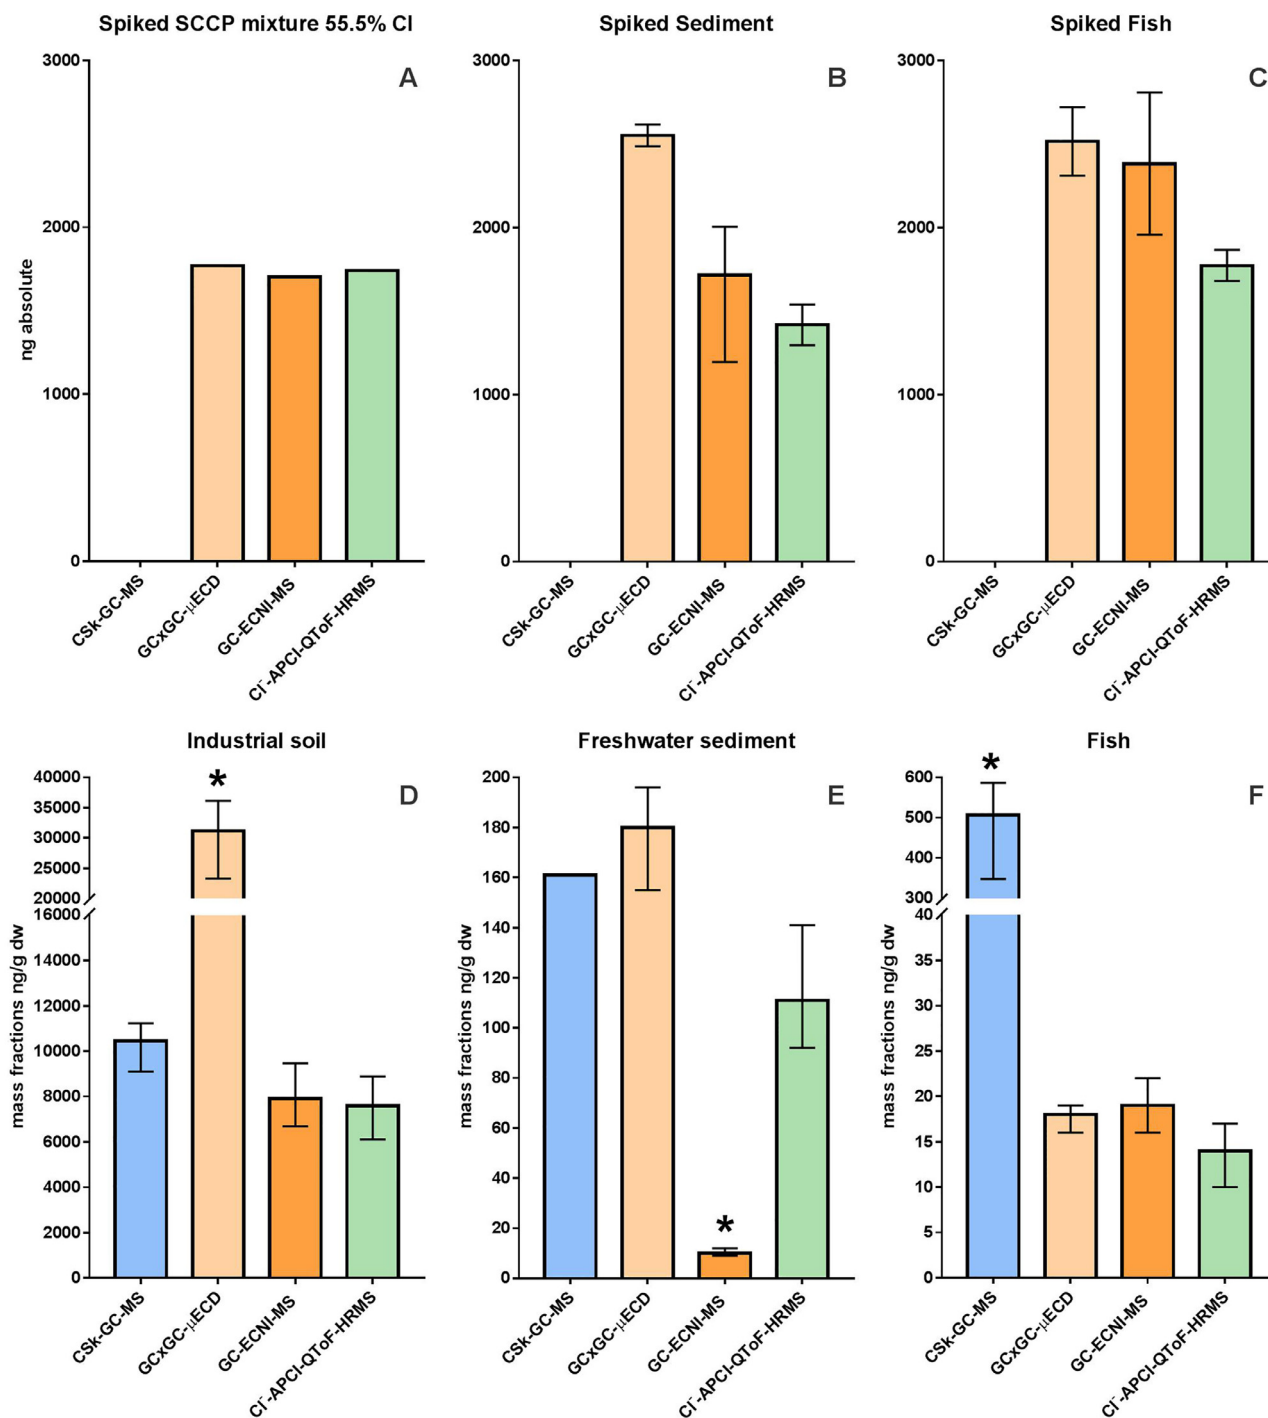 Spiked SCCP mixture 55.5% Cl
A
ng absolute
3000
2000
1000
0
CSk-GC-MS
GCxGC-μECD
GC-ECNI-MS
Cl⁻-APCI-QToF-HRMS
Spiked Sediment
B
3000
2000
1000
0
CSk-GC-MS
GCxGC-μECD
GC-ECNI-MS
Cl⁻-APCI-QToF-HRMS
Spiked Fish
C
3000
2000
1000
0
CSk-GC-MS
GCxGC-μECD
GC-ECNI-MS
Cl⁻-APCI-QToF-HRMS
Industrial soil
D
mass fractions ng/g dw
40000
35000
30000
25000
20000
16000
14000
12000
10000
8000
6000
4000
2000
0
*
CSk-GC-MS
GCxGC-μECD
GC-ECNI-MS
Cl⁻-APCI-QToF-HRMS
Freshwater sediment
E
mass fractions ng/g dw
200
180
160
140
120
100
80
60
40
20
0
*
CSk-GC-MS
GCxGC-μECD
GC-ECNI-MS
Cl⁻-APCI-QToF-HRMS
Fish
F
mass fractions ng/g dw
600
500
400
300
40
35
30
25
20
15
10
5
0
*
CSk-GC-MS
GCxGC-μECD
GC-ECNI-MS
Cl⁻-APCI-QToF-HRMS